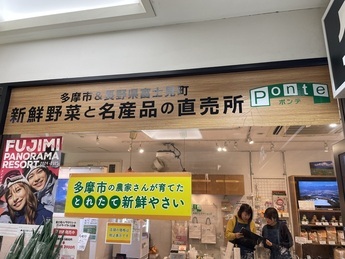 多摩市&長野県富士見町
新鮮野菜と名産品の直売所
Ponte
ポンテ
FUJIMI
PANORAMA
RESORT
多摩市の農家さんが育てた
とれたて新鮮やさい